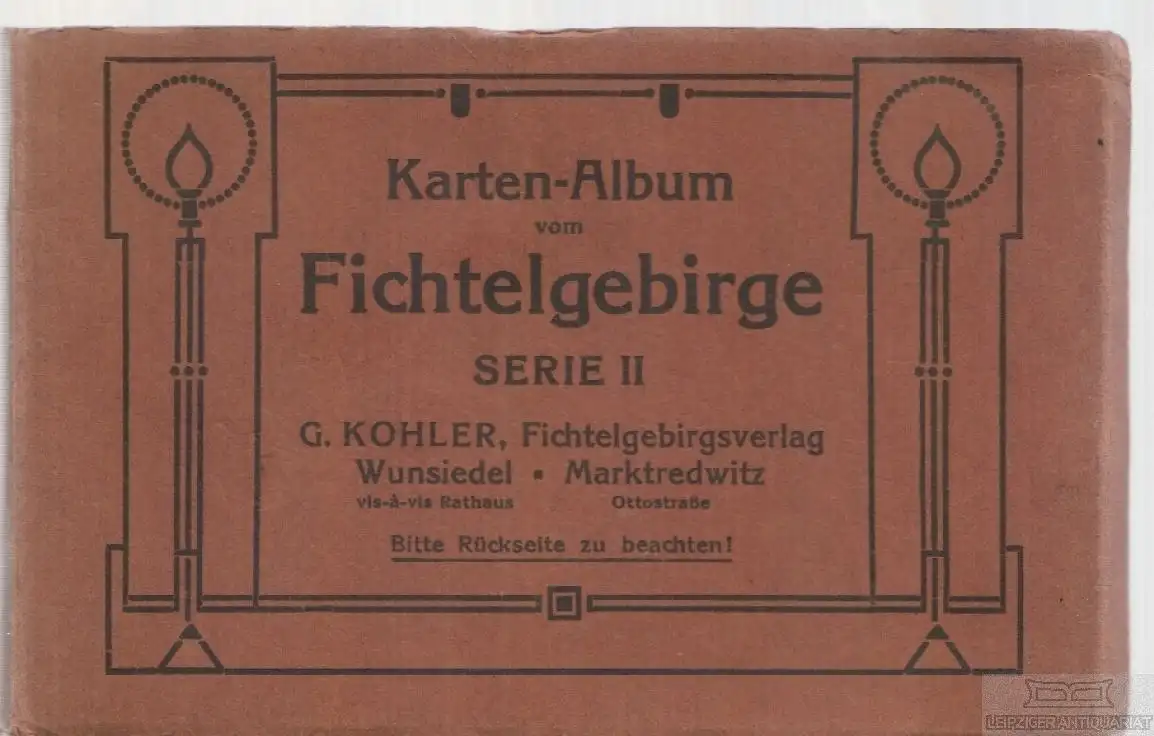 Karten-Album
vom
Fichtelgebirge
SERIE II
G. KOHLER, Fichtelgebirgsverlag
Wunsiedel ▪ Marktredwitz
vis-à-vis Rathaus Ottostraße
Bitte Rückseite zu beachten!
LEIPZIGER ANTIQUARIAT